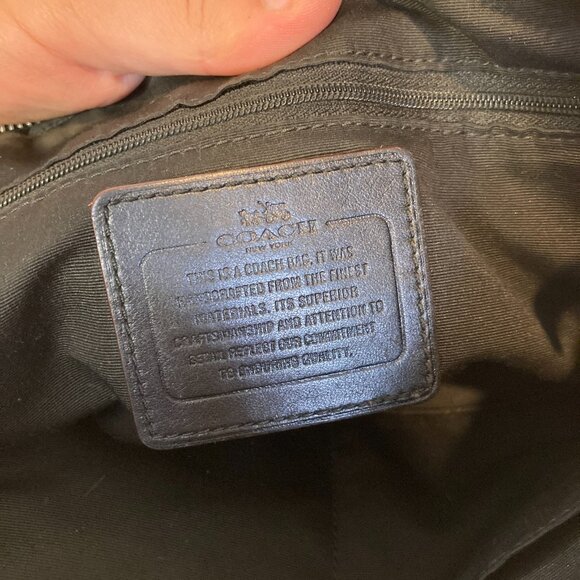 COACH
NEW YORK
THIS IS A COACH BAG. IT WAS
HANDCRAFTED FROM THE FINEST
MATERIALS. ITS SUPERIOR
CRAFTSMANSHIP AND ATTENTION TO
DETAIL REFLECT OUR COMMITMENT
TO ENDURING QUALITY.